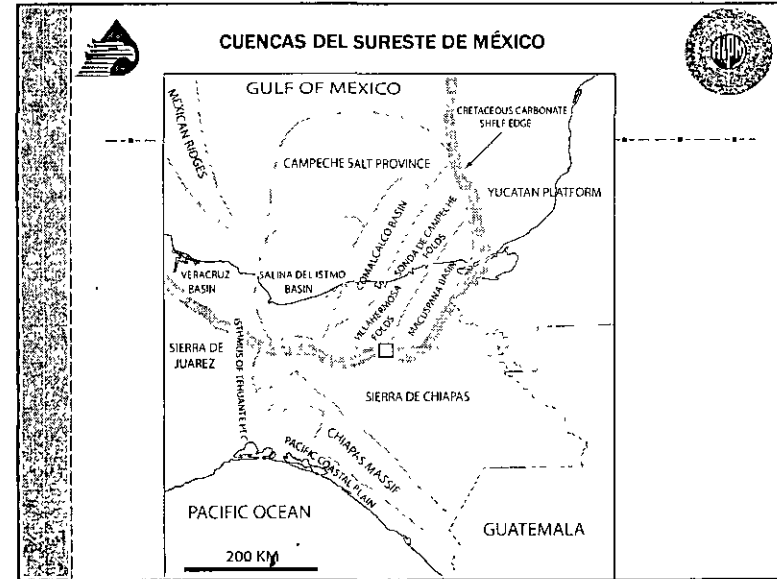 CUENCAS DEL SURESTE DE MÉXICO
GULF OF MEXICO
MEXICAN RIDGES
CRETACEOUS CARBONATE
SHELF EDGE
CAMPECHE SALT PROVINCE
YUCATAN PLATFORM
COMALCALCO BASIN
SONDA DE CAMPECHE
FOLDS
VERACRUZ
BASIN
SALINA DEL ISTMO
BASIN
VILLAHERMOSA
FOLDS
MACUSPANA BASIN
SIERRA DE
JUAREZ
ISTHMUS OF TEHUANTEPEC
SIERRA DE CHIAPAS
CHIAPAS MASSIF
PACIFIC COASTAL PLAIN
PACIFIC OCEAN
GUATEMALA
200 KM